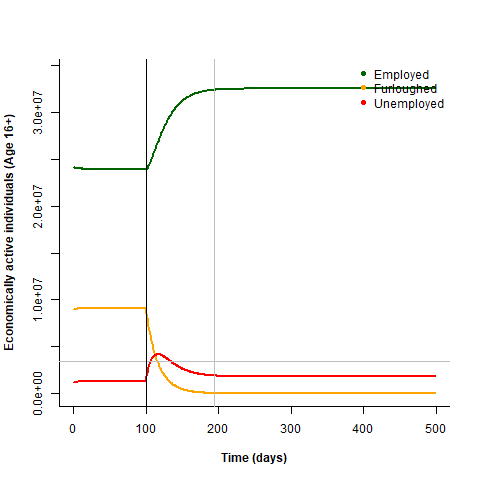 Employed
Furloughed
Unemployed
Economically active individuals (Age 16+)
3.0e+07
2.0e+07
1.0e+07
0.0e+00
0 100 200 300 400 500
Time (days)